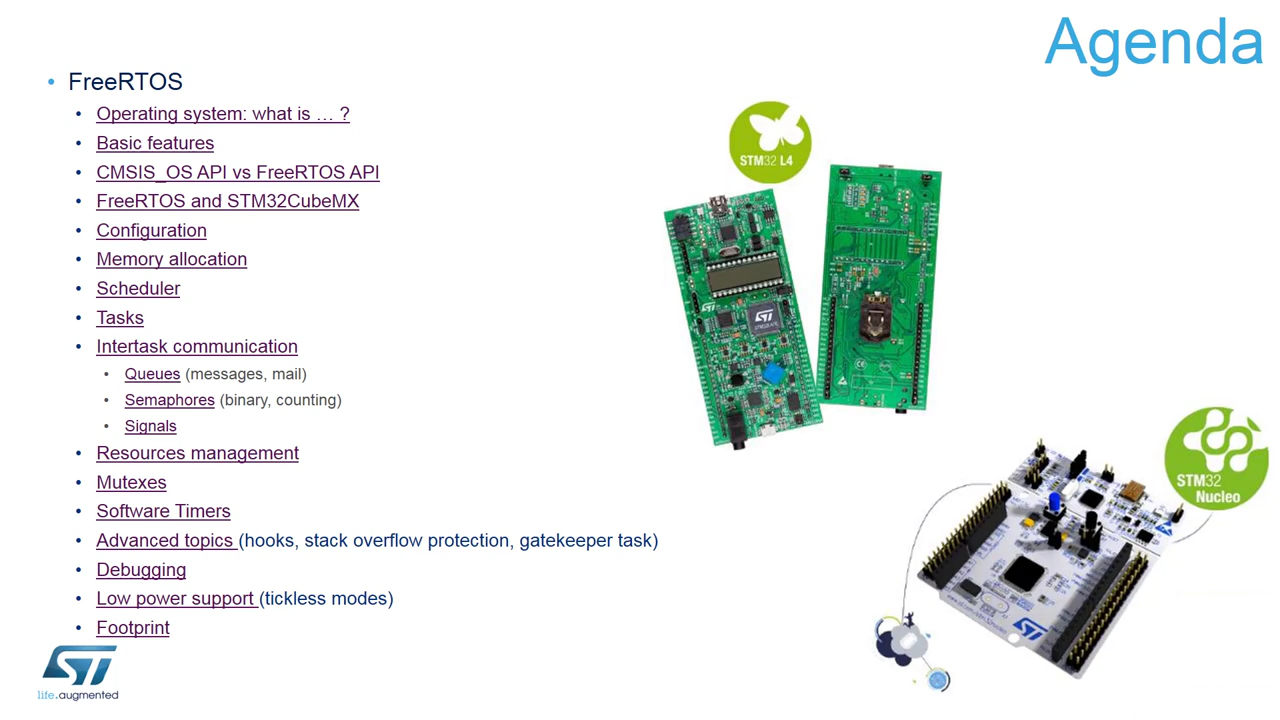 Agenda
• FreeRTOS
• Operating system: what is … ?
• Basic features
• CMSIS_OS API vs FreeRTOS API
• FreeRTOS and STM32CubeMX
• Configuration
• Memory allocation
• Scheduler
• Tasks
• Intertask communication
• Queues (messages, mail)
• Semaphores (binary, counting)
• Signals
• Resources management
• Mutexes
• Software Timers
• Advanced topics (hooks, stack overflow protection, gatekeeper task)
• Debugging
• Low power support (tickless modes)
• Footprint
STM32 L4
STM32
Nucleo
ST
life.augmented